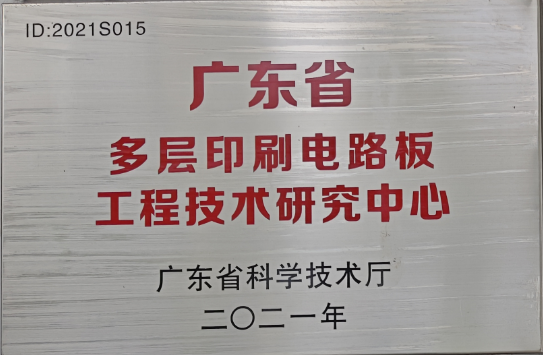 ID:2021S015
广东省
多层印刷电路板
工程技术研究中心
广东省科学技术厅
二〇二一年